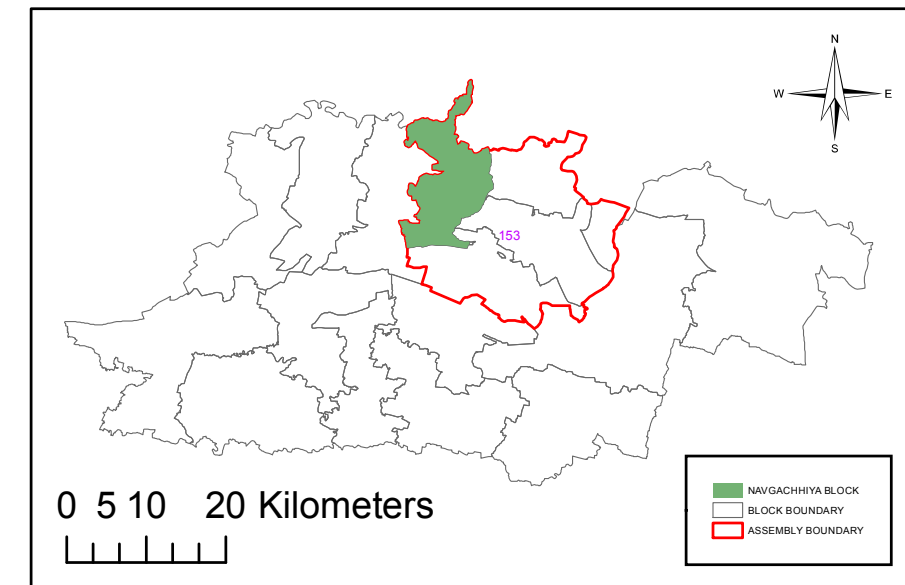 N
W E
S
153
NAVGACHHIYA BLOCK
BLOCK BOUNDARY
ASSEMBLY BOUNDARY
0 5 10 20 Kilometers